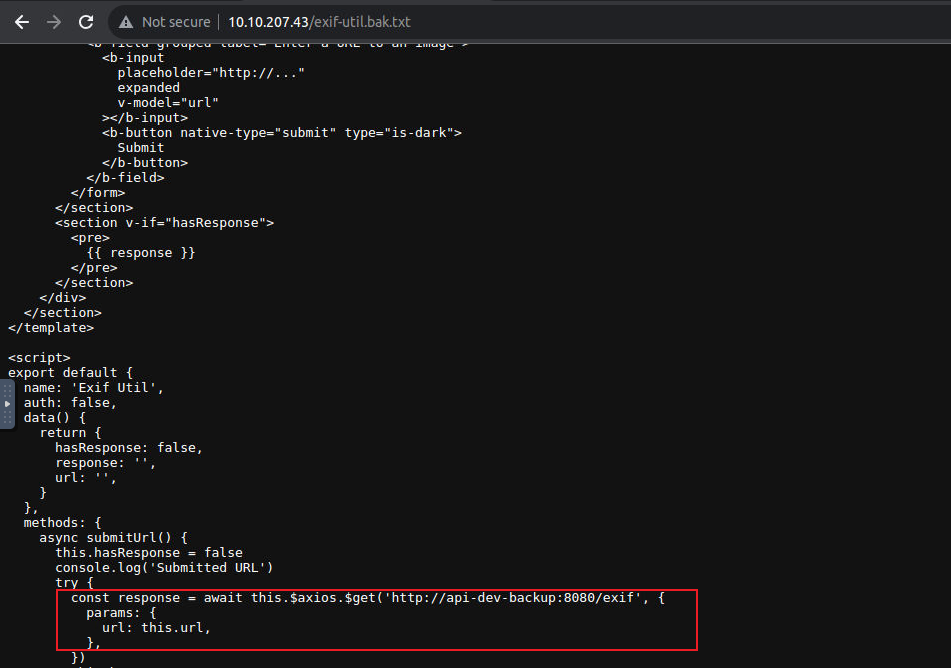 Not secure | 10.10.207.43/exif-util.bak.txt
<b-field grouped label="Enter a URL to an image">
<b-input
placeholder="http://..."
expanded
v-model="url"
></b-input>
<b-button native-type="submit" type="is-dark">
Submit
</b-button>
</b-field>
</form>
</section>
<section v-if="hasResponse">
<pre>
{{ response }}
</pre>
</section>
</div>
</section>
</template>
<script>
export default {
name: 'Exif Util',
auth: false,
data() {
return {
hasResponse: false,
response: '',
url: '',
}
},
methods: {
async submitUrl() {
this.hasResponse = false
console.log('Submitted URL')
try {
const response = await this.$axios.$get('http://api-dev-backup:8080/exif', {
params: {
url: this.url,
},
})